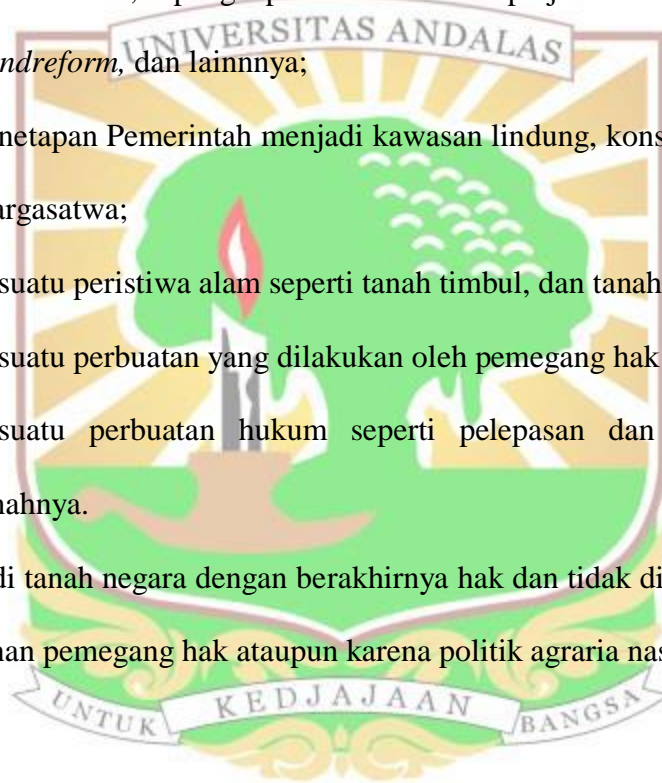 UNIVERSITAS ANDALAS
ndreform, dan lainnnya;
netapan Pemerintah menjadi kawasan lindung, kons
argasatwa;
suatu peristiwa alam seperti tanah timbul, dan tanah
suatu perbuatan yang dilakukan oleh pemegang hak
suatu perbuatan hukum seperti pelepasan dan
nahnya.
di tanah negara dengan berakhirnya hak dan tidak di
nan pemegang hak ataupun karena politik agraria nas
UNTUK KEDJAJAAN BANGSA